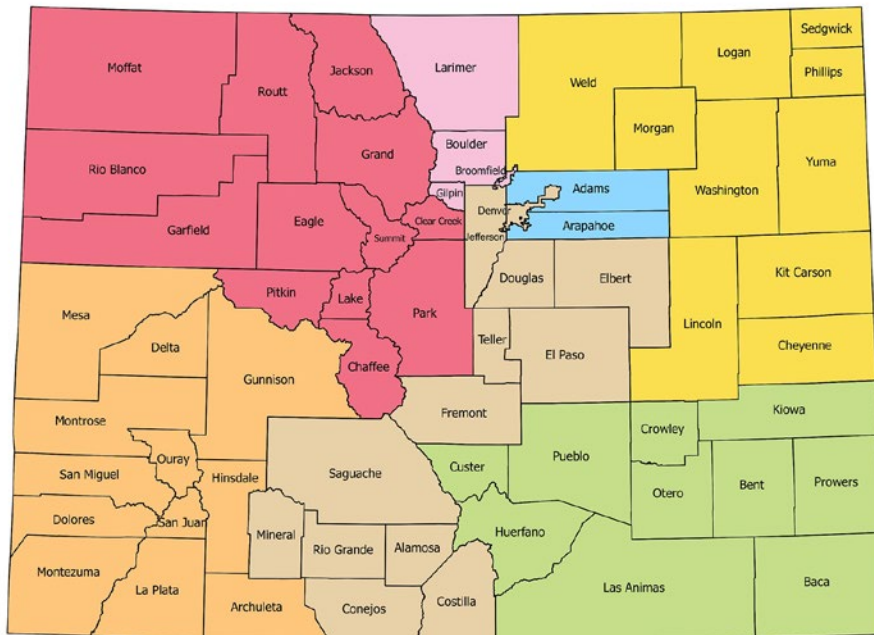 Sedgwick
Moffat
Jackson
Larimer
Logan
Routt
Weld
Phillips
Morgan
Boulder
Grand
Yuma
Rio Blanco
Broomfield
Gilpin
Adams
Washington
Denver
Eagle
Clear Creek
Arapahoe
Garfield
Summit
Jefferson
Douglas
Elbert
Kit Carson
Pitkin
Lake
Mesa
Park
Lincoln
Teller
Delta
El Paso
Cheyenne
Gunnison
Chaffee
Kiowa
Fremont
Montrose
Crowley
Ouray
Pueblo
Custer
San Miguel
Hinsdale
Saguache
Prowers
Bent
Otero
Dolores
San Juan
Mineral
Huerfano
Rio Grande
Alamosa
Montezuma
La Plata
Las Animas
Baca
Costilla
Archuleta
Conejos